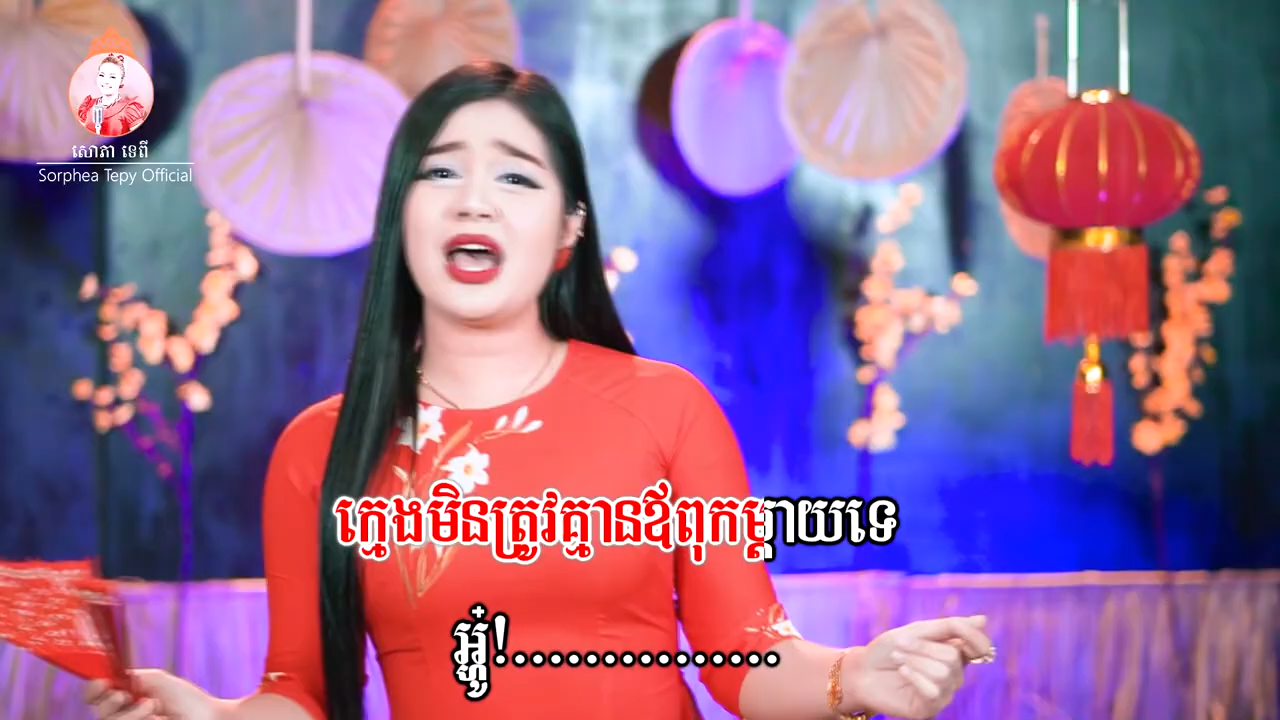 សោភា ទេពី
Sorphea Tepy Official
ក្មេងមិនត្រូវគ្មានឪពុកម្ដាយទេ
អ្ហូ៎!...............